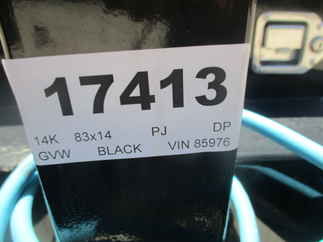 17413
14K 83x14 PJ DP
GVW BLACK VIN 85976